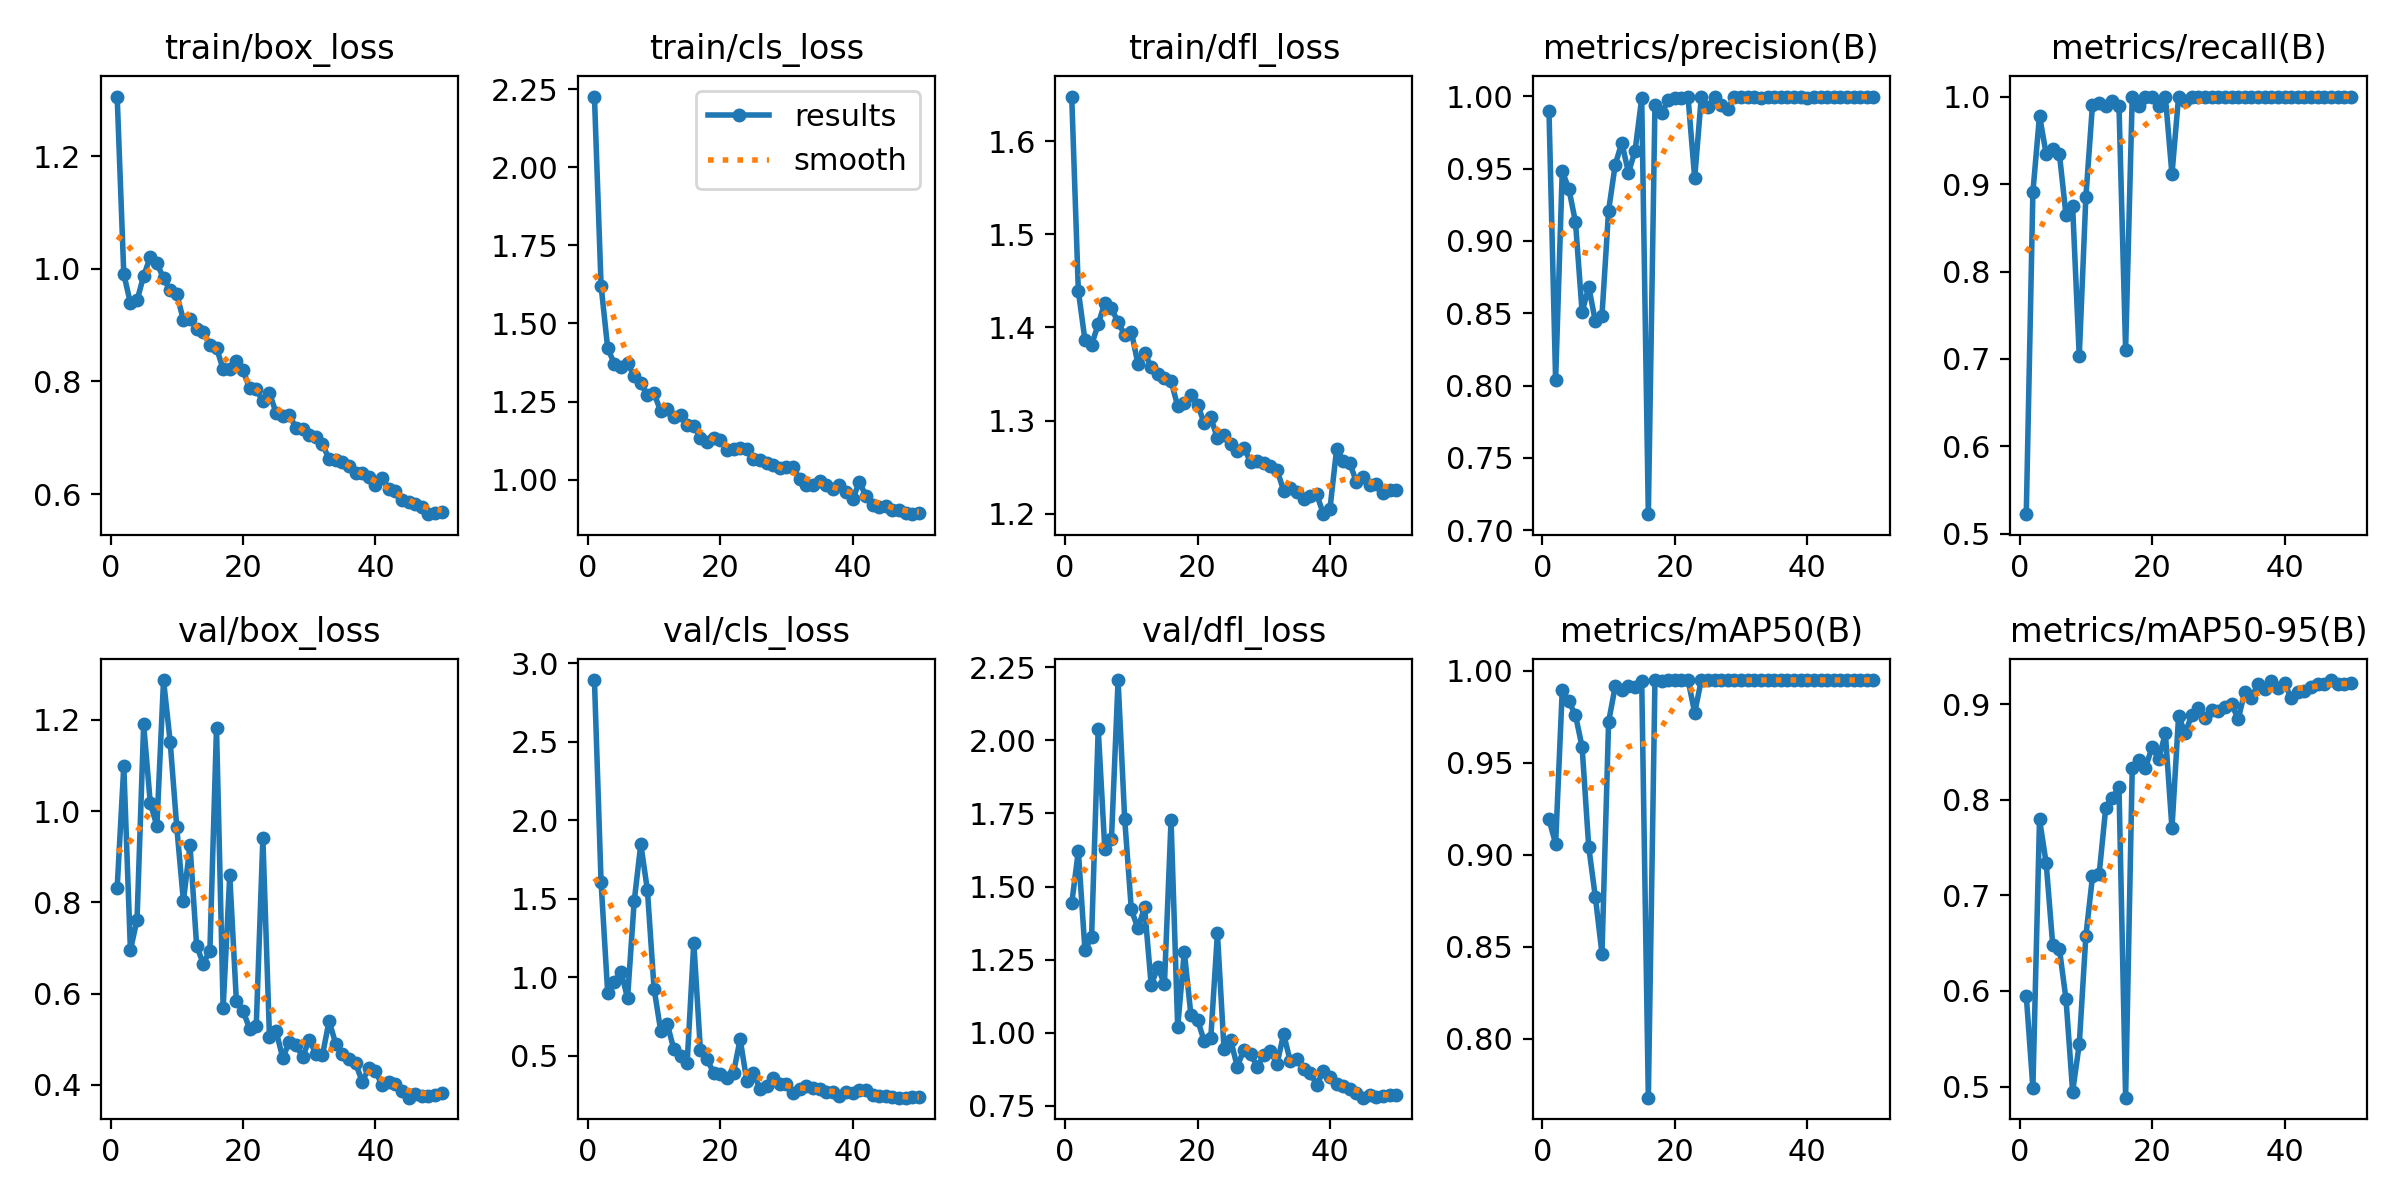 train/box_loss
1.2
1.0
0.8
0.6
0 20 40
train/cls_loss
results
smooth
2.25
2.00
1.75
1.50
1.25
1.00
0 20 40
train/dfl_loss
1.6
1.5
1.4
1.3
1.2
0 20 40
metrics/precision(B)
1.00
0.95
0.90
0.85
0.80
0.75
0.70
0 20 40
metrics/recall(B)
1.0
0.9
0.8
0.7
0.6
0.5
0 20 40
val/box_loss
1.2
1.0
0.8
0.6
0.4
0 20 40
val/cls_loss
3.0
2.5
2.0
1.5
1.0
0.5
0 20 40
val/dfl_loss
2.25
2.00
1.75
1.50
1.25
1.00
0.75
0 20 40
metrics/mAP50(B)
1.00
0.95
0.90
0.85
0.80
0 20 40
metrics/mAP50-95(B)
0.9
0.8
0.7
0.6
0.5
0 20 40